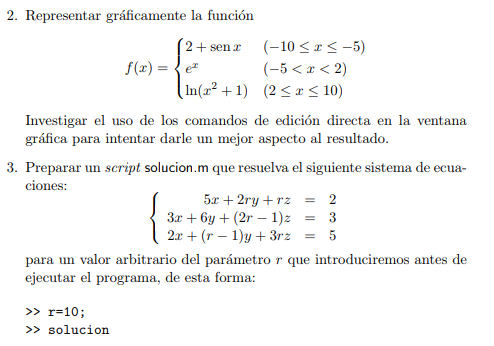 2. Representar gráficamente la función
f(x) = { 2 + sen x (−10 ≤ x ≤ −5)
e^x (−5 < x < 2)
ln(x² + 1) (2 ≤ x ≤ 10)
Investigar el uso de los comandos de edición directa en la ventana
gráfica para intentar darle un mejor aspecto al resultado.
3. Preparar un script solucion.m que resuelva el siguiente sistema de ecua-
ciones:
{ 5x + 2ry + rz = 2
3x + 6y + (2r − 1)z = 3
2x + (r − 1)y + 3rz = 5
para un valor arbitrario del parámetro r que introduciremos antes de
ejecutar el programa, de esta forma:
>> r=10;
>> solucion